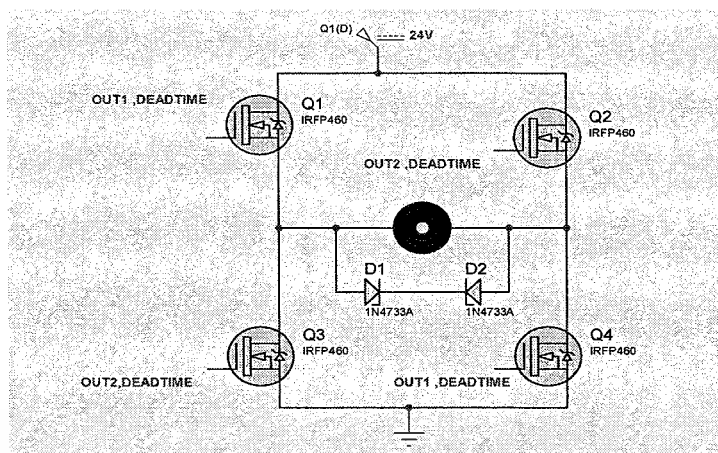 Q1(D)
24V
OUT1 ,DEADTIME
Q1
IRFP460
Q2
IRFP460
OUT2 ,DEADTIME
D1
D2
1N4733A
1N4733A
Q3
IRFP460
Q4
IRFP460
OUT2,DEADTIME
OUT1 ,DEADTIME